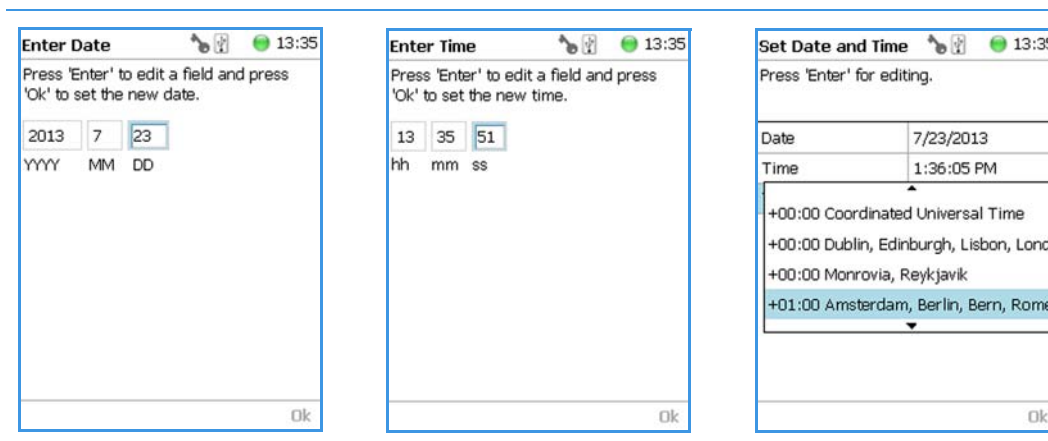 Enter Date 13:35
Press 'Enter' to edit a field and press
'Ok' to set the new date.
2013 7 23
YYYY MM DD
Ok
Enter Time 13:35
Press 'Enter' to edit a field and press
'Ok' to set the new time.
13 35 51
hh mm ss
Ok
Set Date and Time 13:35
Press 'Enter' for editing.
Date 7/23/2013
Time 1:36:05 PM
+00:00 Coordinated Universal Time
+00:00 Dublin, Edinburgh, Lisbon,
+00:00 Monrovia, Reykjavik
+01:00 Amsterdam, Berlin, Bern, Rome
Ok